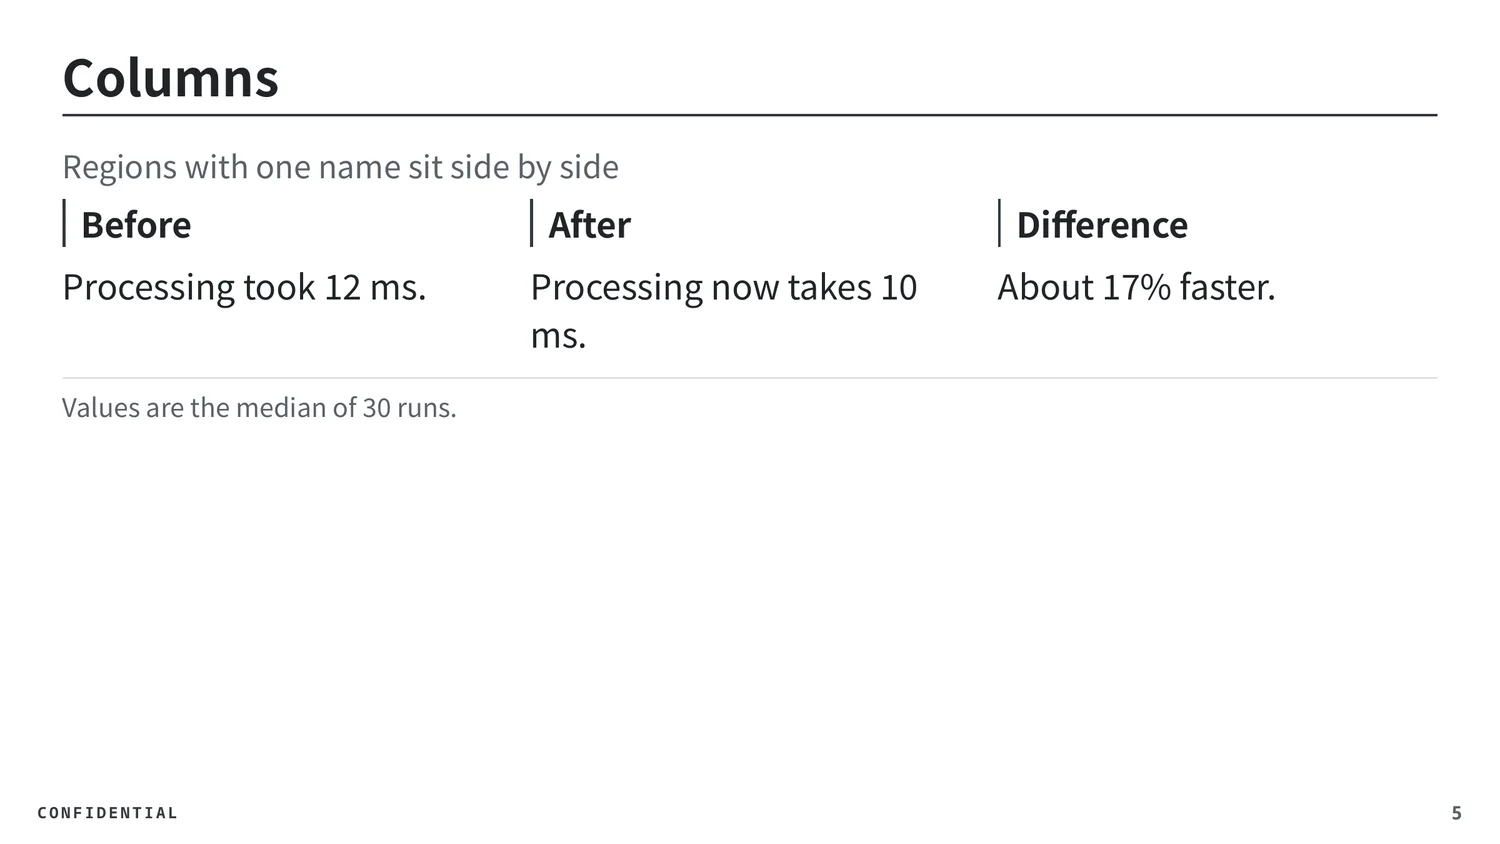 Columns
Regions with one name sit side by side
Before
Processing took 12 ms.
After
Processing now takes 10
ms.
Difference
About 17% faster.
Values are the median of 30 runs.
CONFIDENTIAL
5